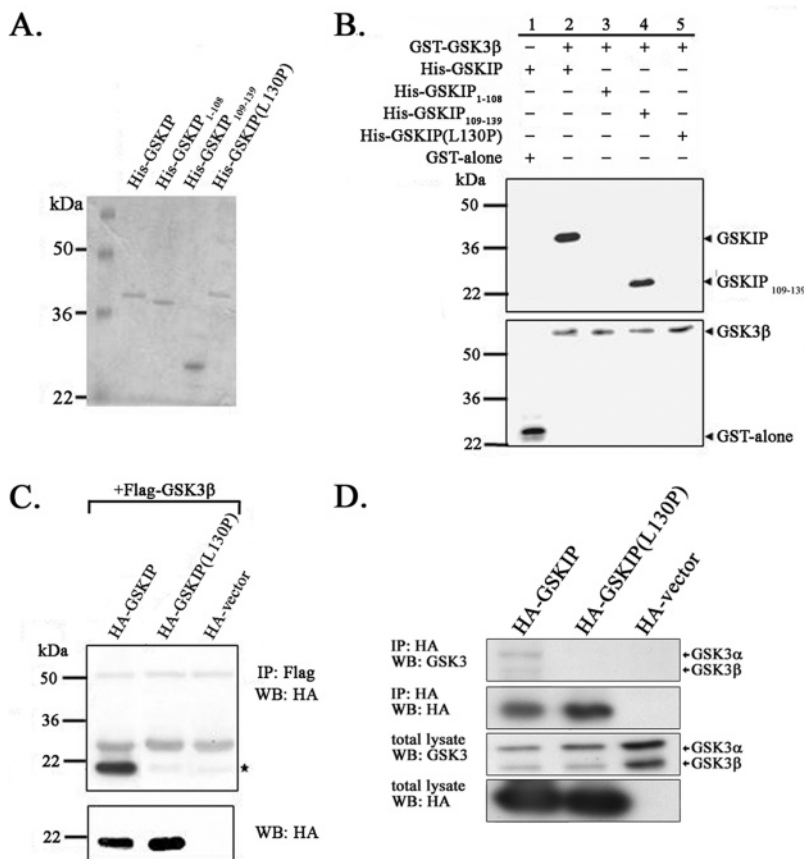 A.
His-GSKIP
His-GSKIP1-108
His-GSKIP109-139
His-GSKIP(L130P)
kDa
50
36
22
B.
1 2 3 4 5
GST-GSK3β − + + + +
His-GSKIP + + − − −
His-GSKIP1-108 − − + − −
His-GSKIP109-139 − − − + −
His-GSKIP(L130P) − − − − +
GST-alone + − − − −
kDa
50
36
22
GSKIP
GSKIP109-139
50
36
22
GSK3β
GST-alone
C.
+Flag-GSK3β
HA-GSKIP
HA-GSKIP(L130P)
HA-vector
kDa
50
36
22
IP: Flag
WB: HA
*
22
WB: HA
D.
HA-GSKIP
HA-GSKIP(L130P)
HA-vector
IP: HA
WB: GSK3
GSK3α
GSK3β
IP: HA
WB: HA
total lysate
WB: GSK3
GSK3α
GSK3β
total lysate
WB: HA